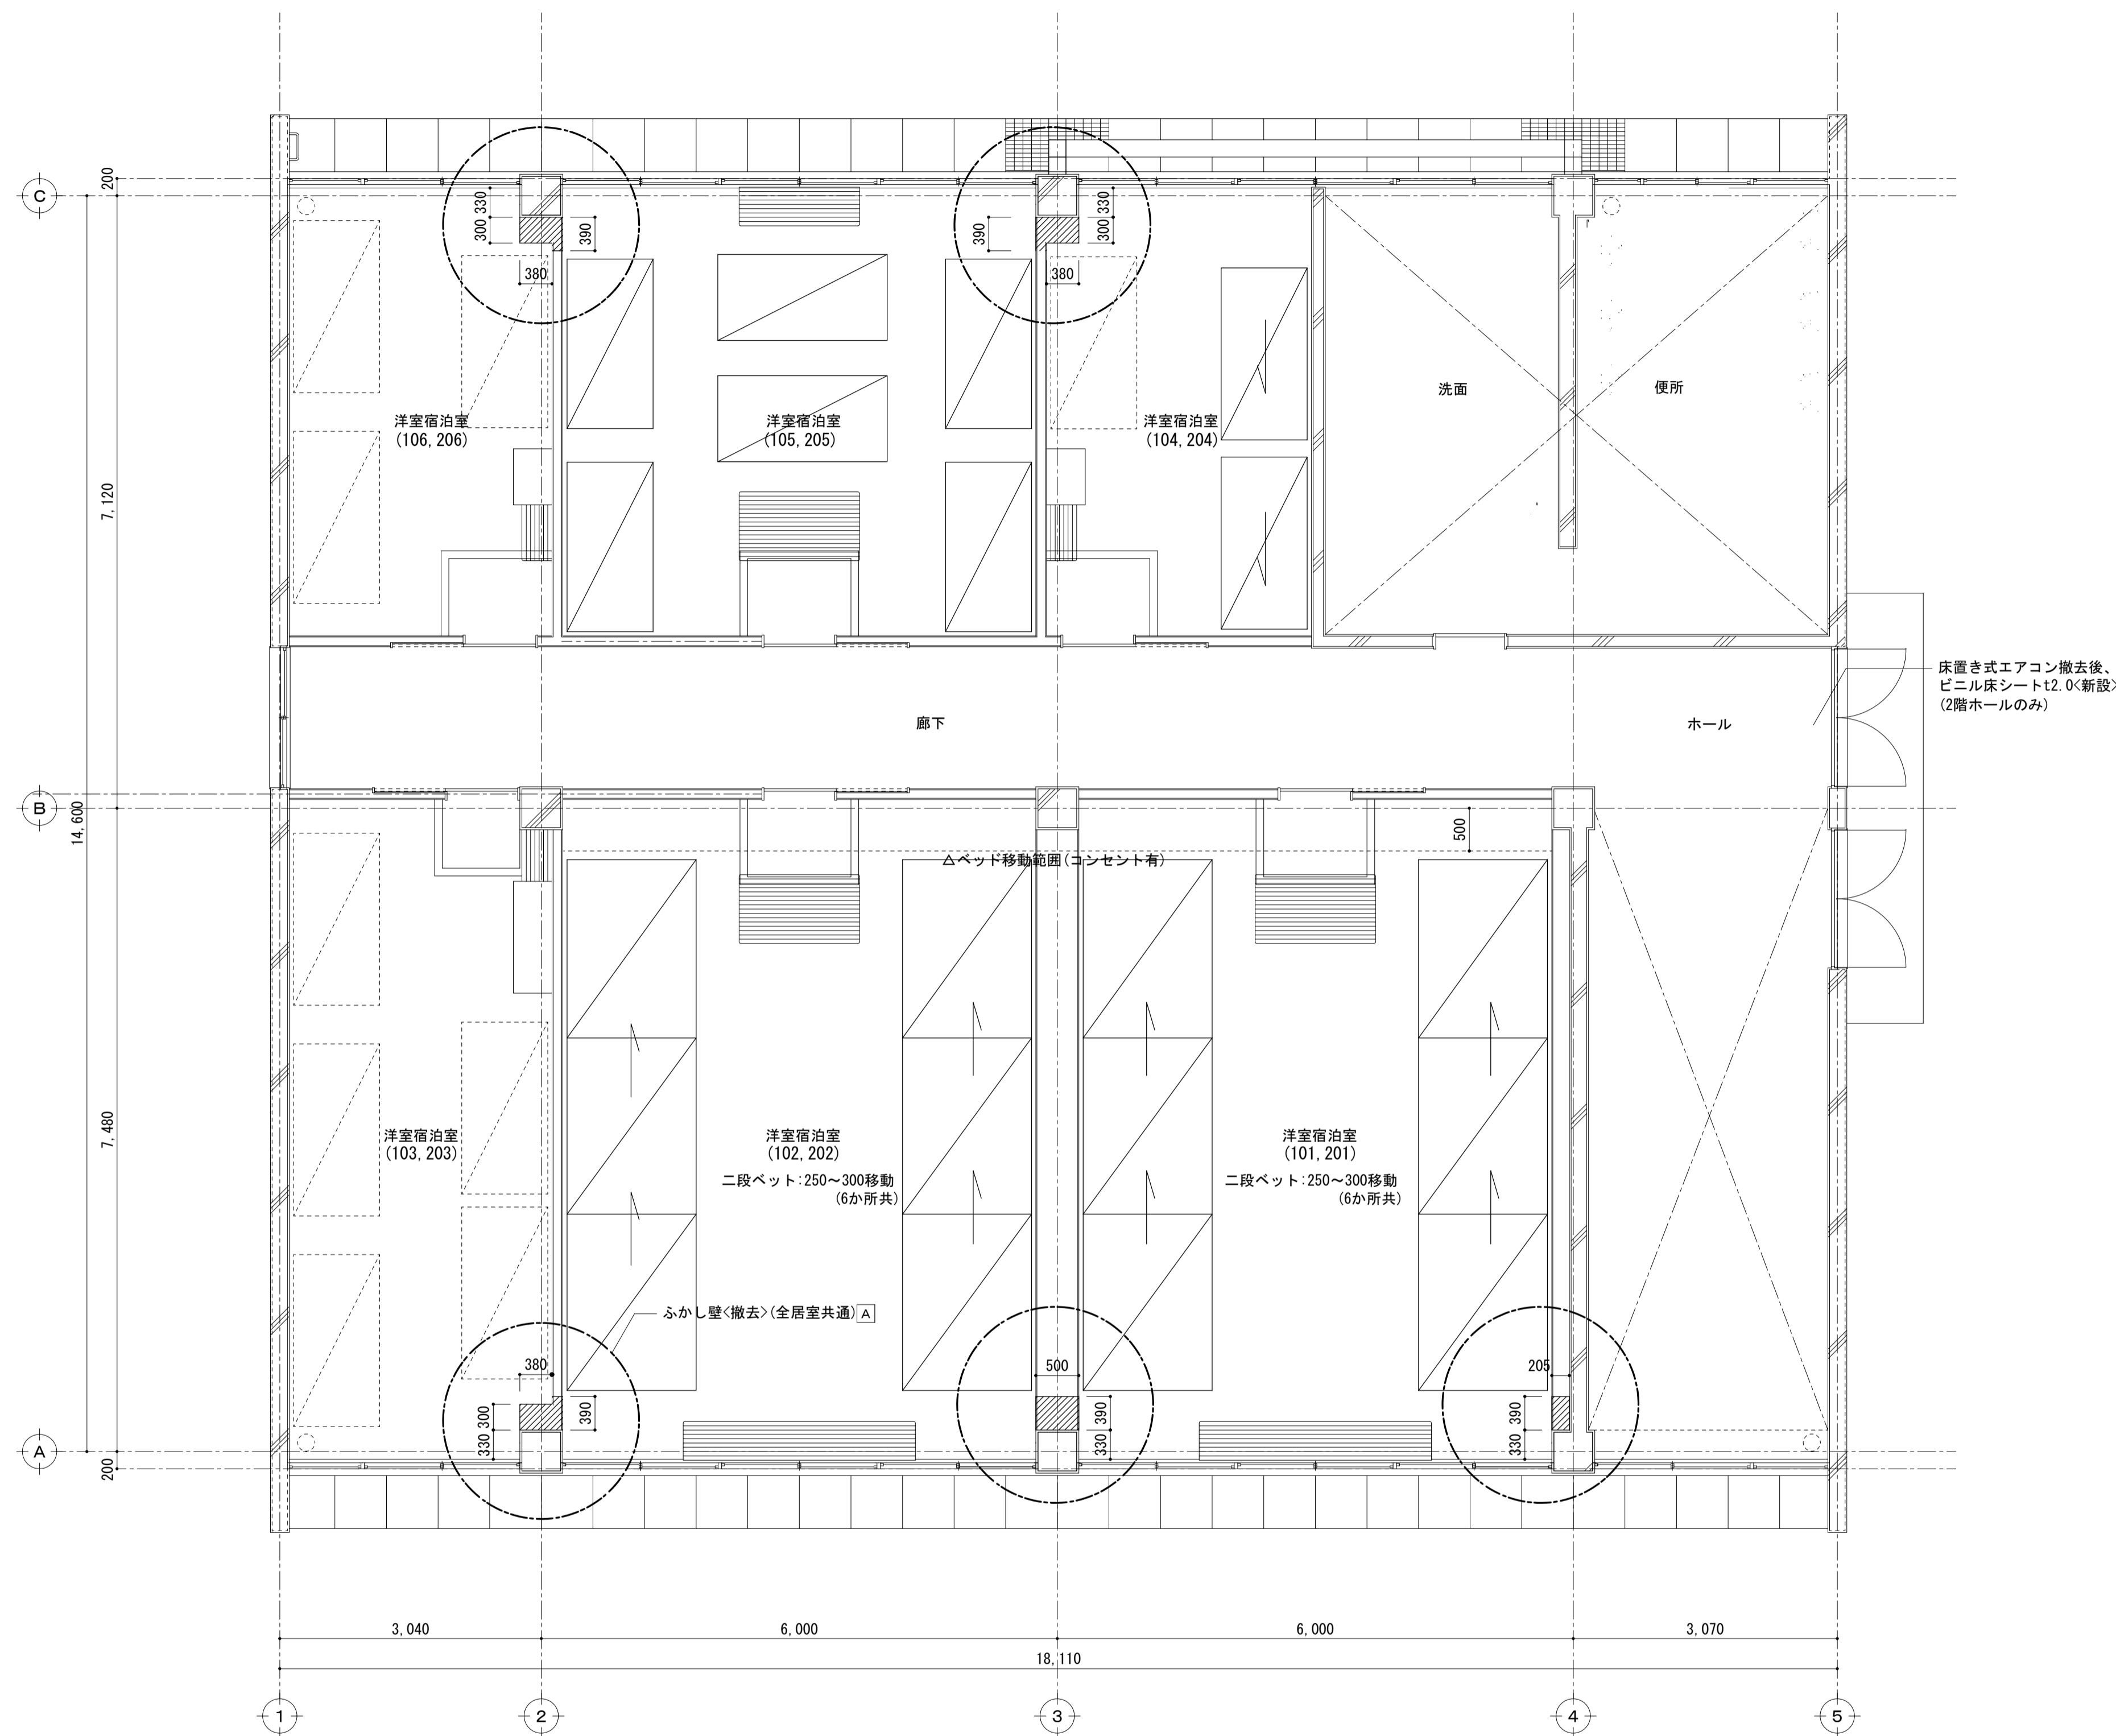 200
C
330
300
390
380
390
330
300
380
洗面
便所
洋室宿泊室
(106, 206)
洋室宿泊室
(105, 205)
洋室宿泊室
(104, 204)
7,120
床置き式エアコン撤去後、
ビニル床シートt2.0<新設>
(2階ホールのみ)
廊下
ホール
B
14,600
500
△ベッド移動範囲(コンセント有)
7,480
洋室宿泊室
(103, 203)
洋室宿泊室
(102, 202)
二段ベット:250～300移動
(6か所共)
洋室宿泊室
(101, 201)
二段ベット:250～300移動
(6か所共)
ふかし壁<撤去>(全居室共通) A
380
500
205
300
330
390
390
330
390
330
A
200
3,040
6,000
6,000
3,070
18,110
1
2
3
4
5